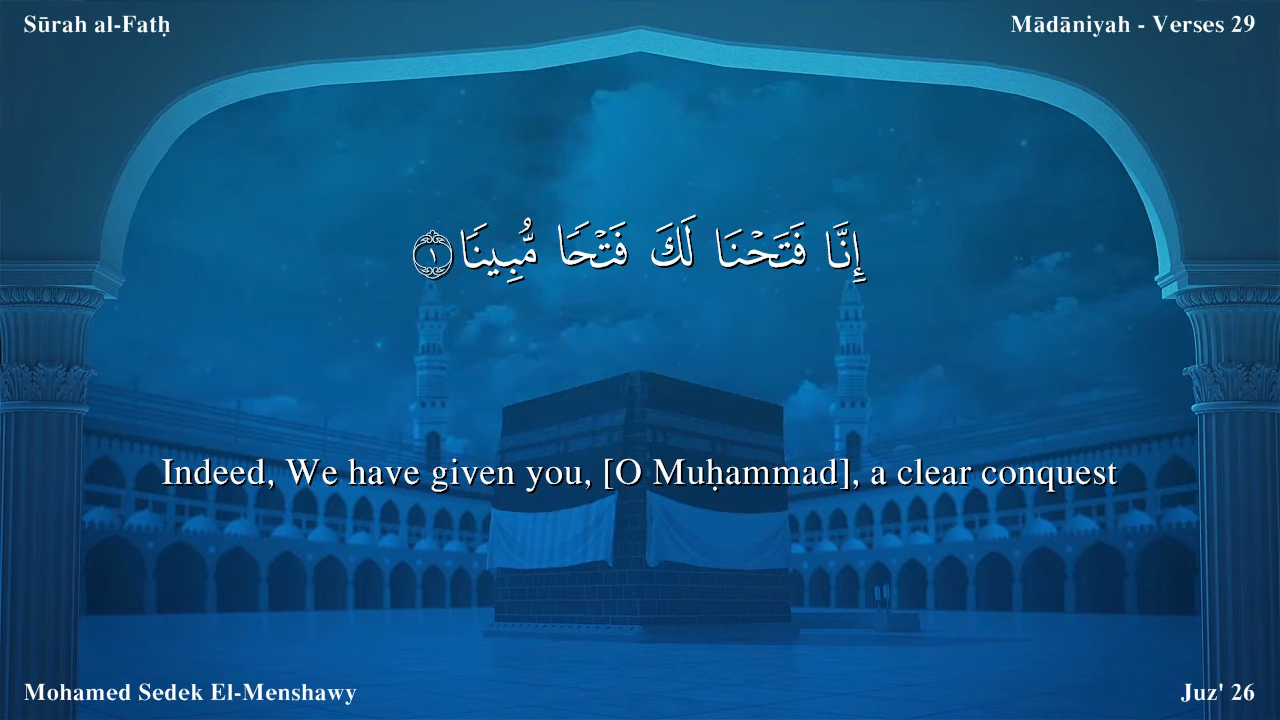 Sūrah al-Fatḥ
Mādāniyah - Verses 29
إِنَّا فَتَحْنَا لَكَ فَتْحًا مُّبِينًا ١
Indeed, We have given you, [O Muḥammad], a clear conquest
Mohamed Sedek El-Menshawy
Juz' 26